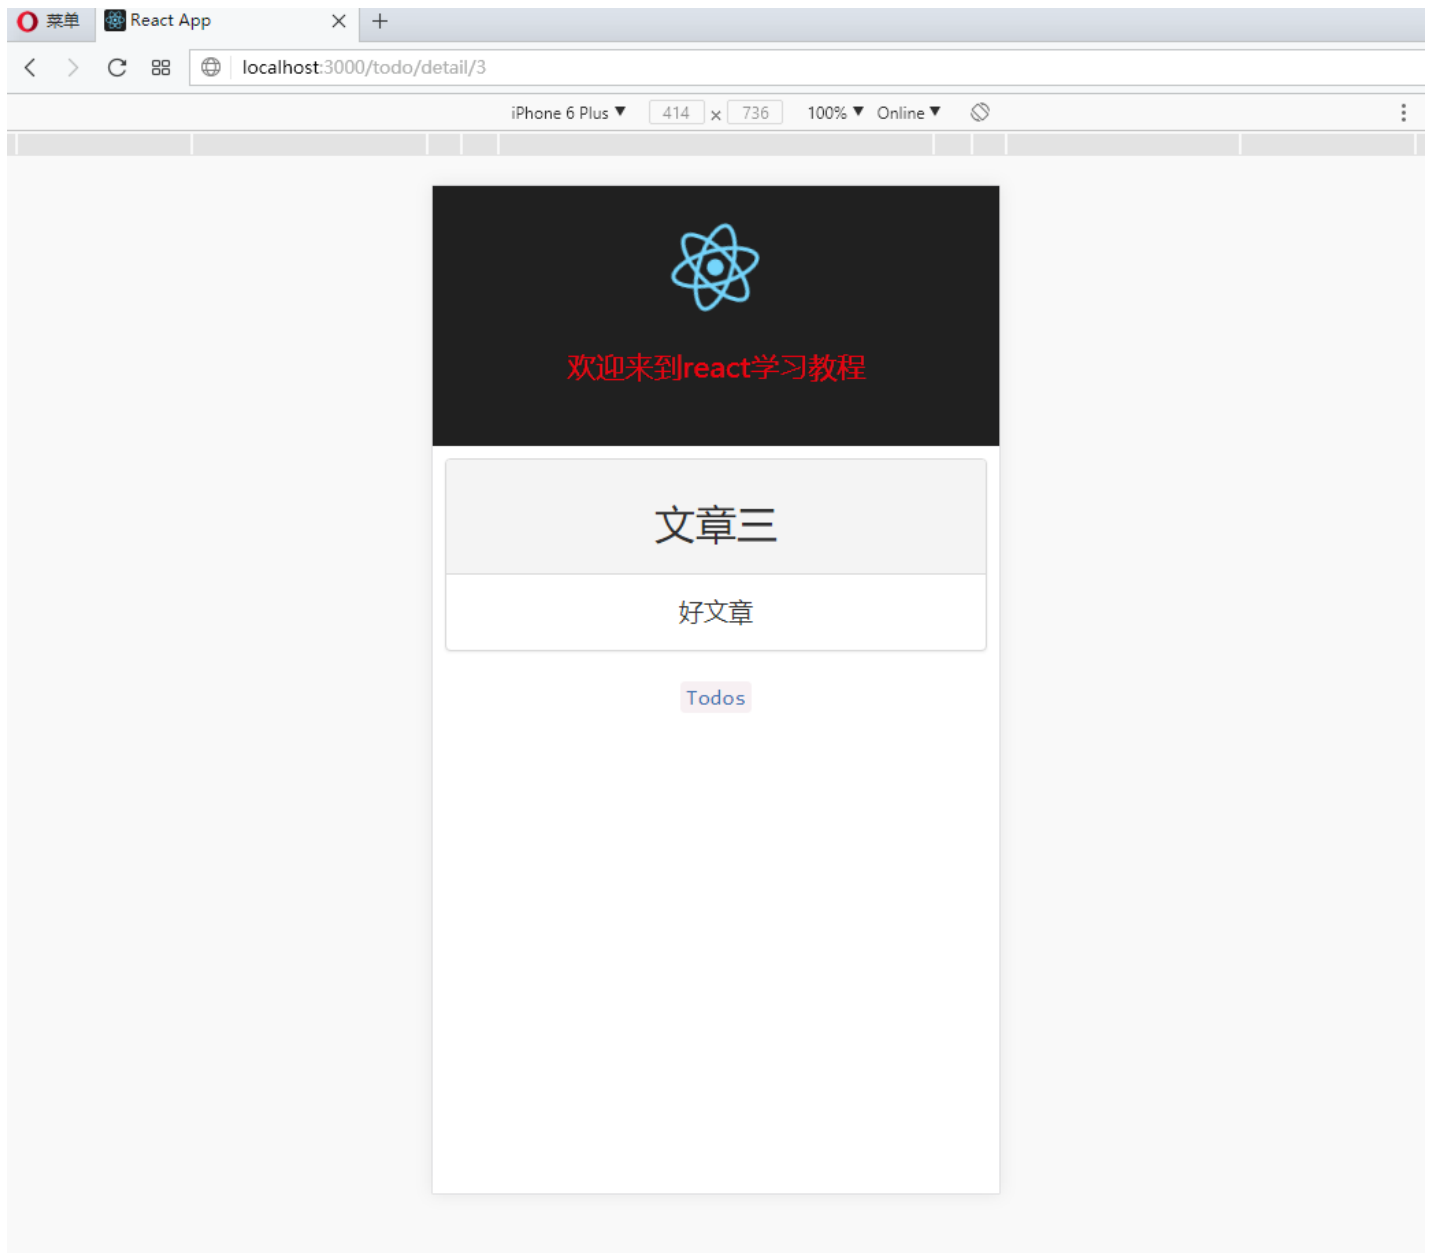 菜单 React App
localhost:3000/todo/detail/3
iPhone 6 Plus 414 x 736 100% Online
欢迎来到react学习教程
文章三
好文章
Todos